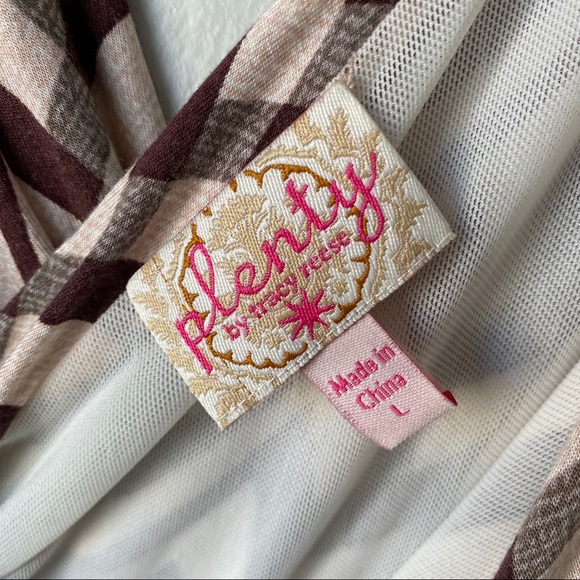 plenty
by tracy reese
Made in
China
L